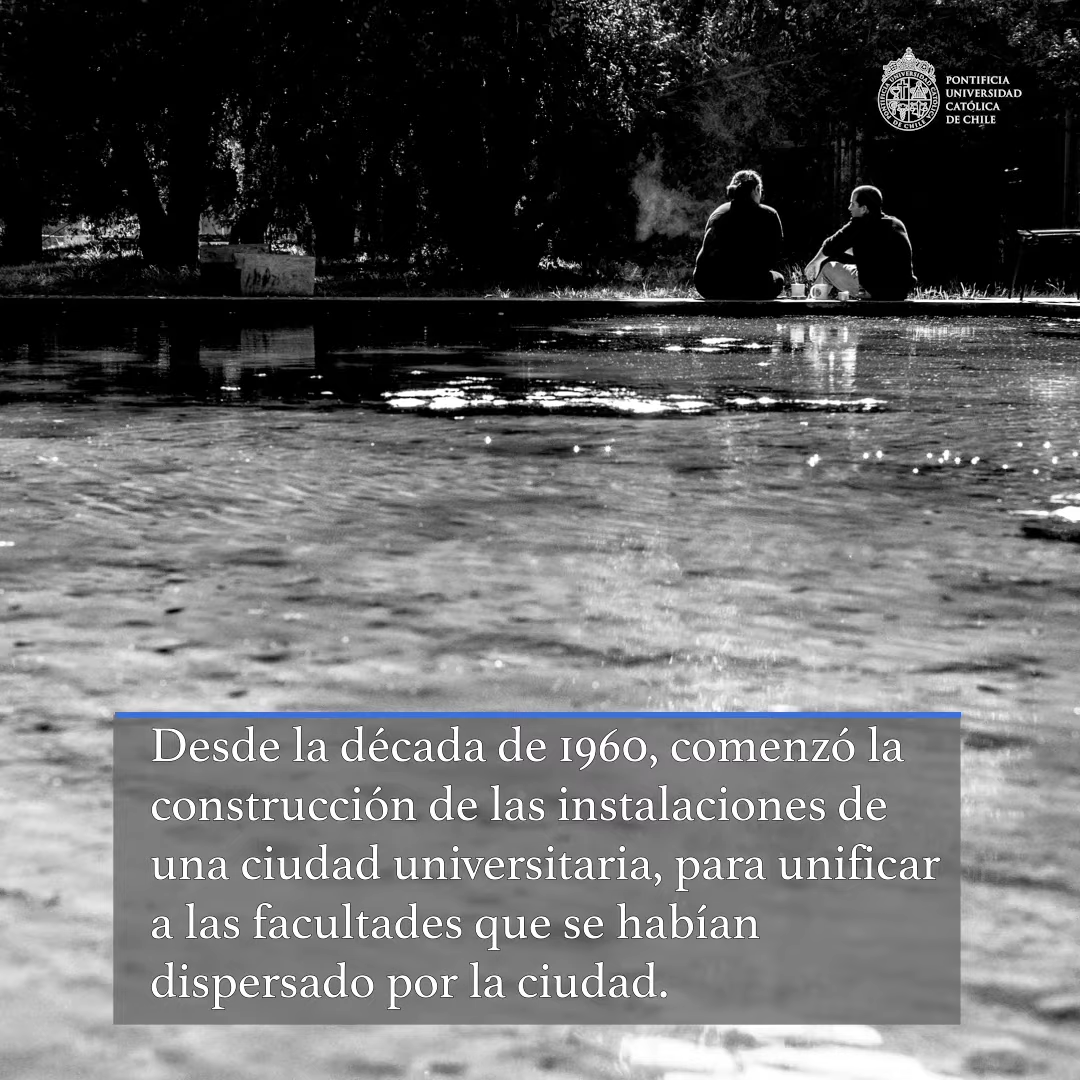 PONTIFICIA
UNIVERSIDAD
CATÓLICA
DE CHILE
Desde la década de 1960, comenzó la
construcción de las instalaciones de
una ciudad universitaria, para unificar
a las facultades que se habían
dispersado por la ciudad.